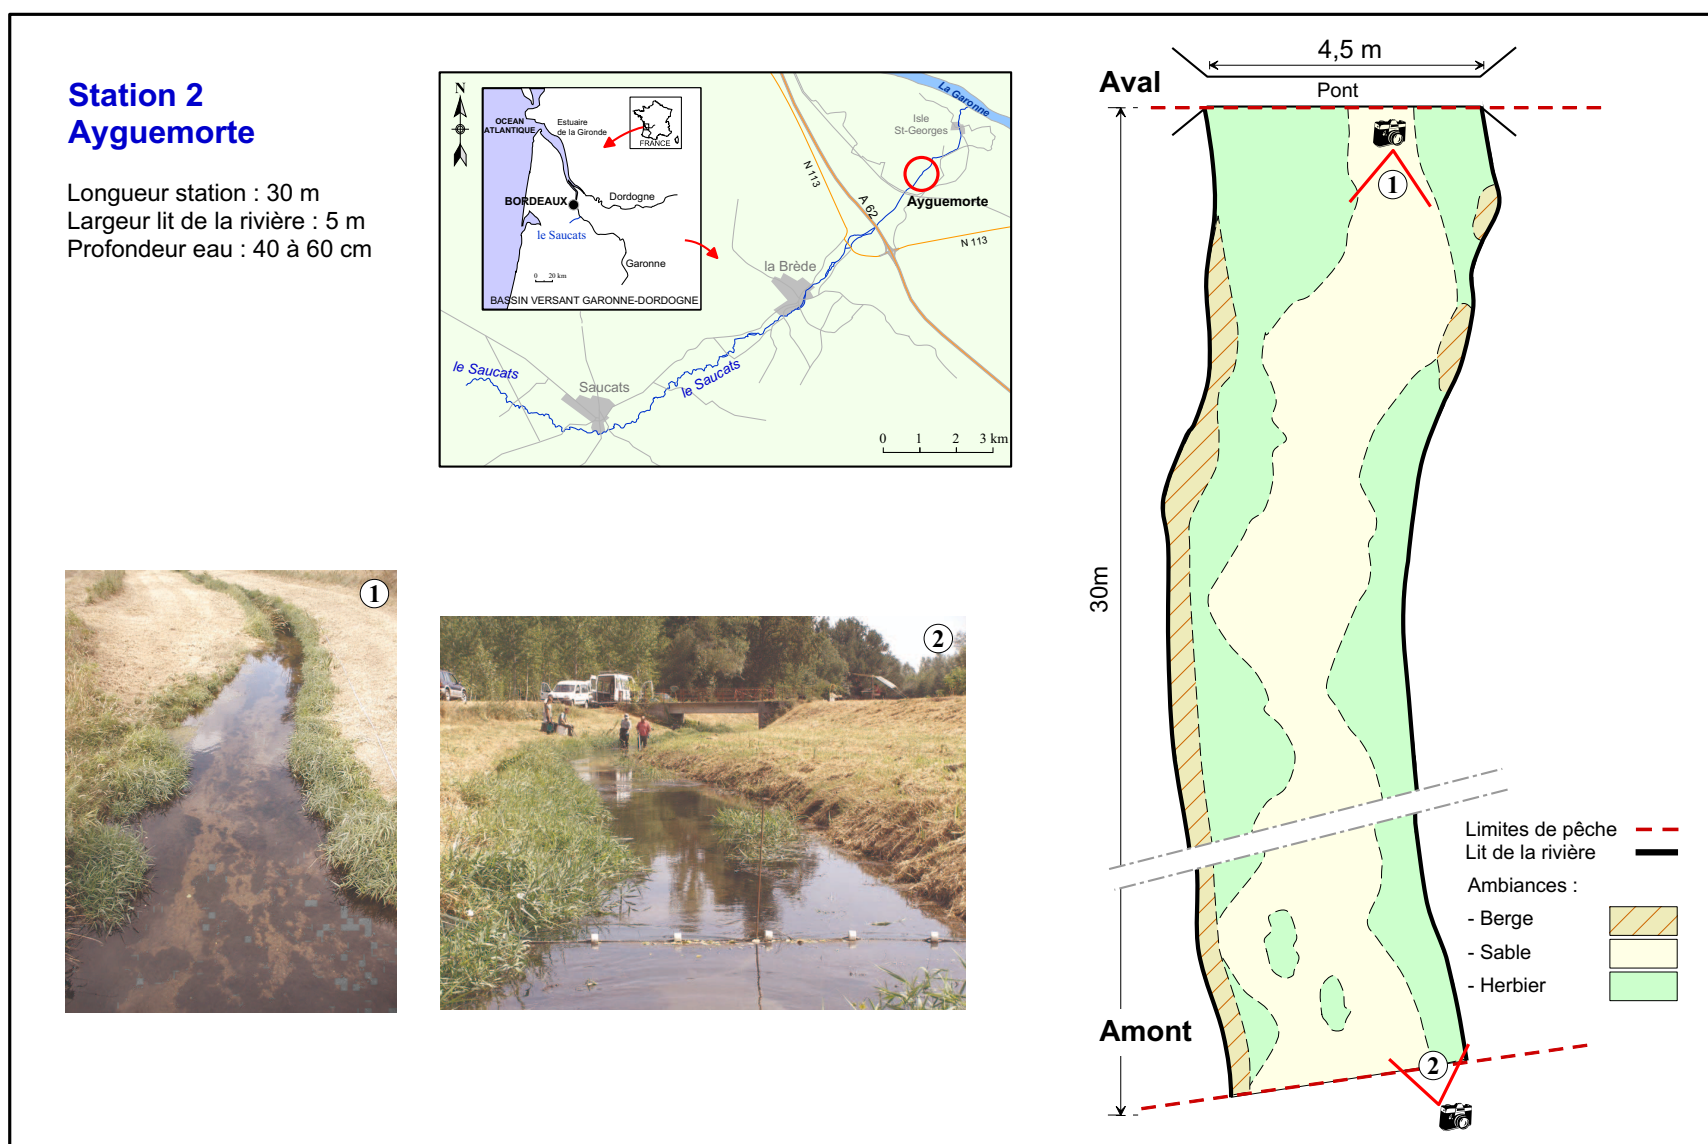 Station 2
Ayguemorte
Longueur station : 30 m
Largeur lit de la rivière : 5 m
Profondeur eau : 40 à 60 cm
N
OCEAN
ATLANTIQUE
Estuaire
de la Gironde
FRANCE
BORDEAUX
Dordogne
le Saucats
Garonne
0 20 km
BASSIN VERSANT GARONNE-DORDOGNE
La Garonne
Isle
St-Georges
N 113
A 62
Ayguemorte
N 113
la Brède
le Saucats
Saucats
le Saucats
0 1 2 3 km
1
2
4,5 m
Aval
Pont
1
30m
Amont
2
Limites de pêche
Lit de la rivière
Ambiances :
- Berge
- Sable
- Herbier